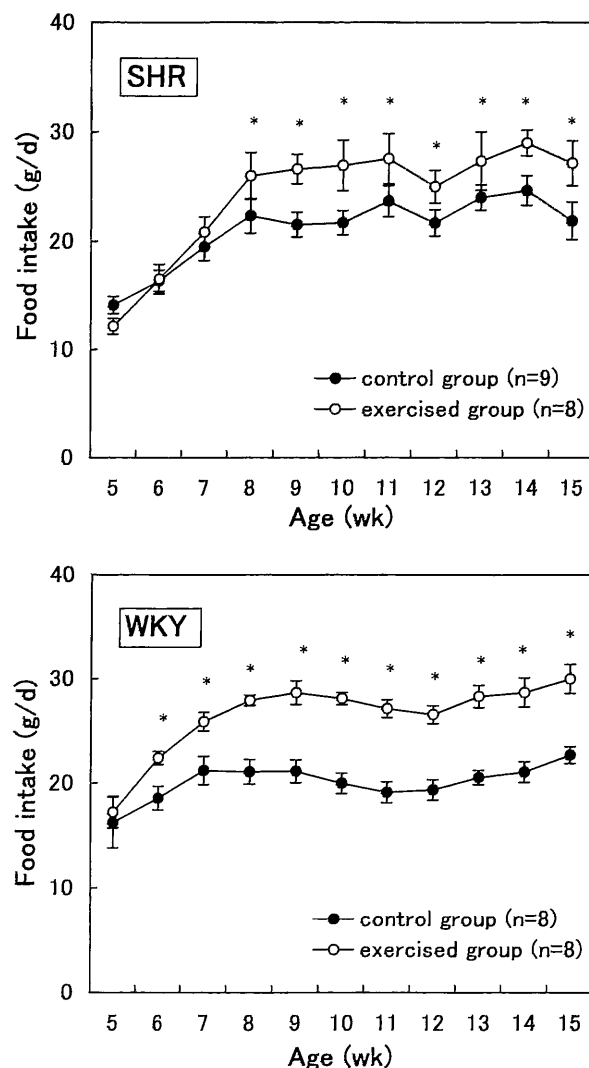 40
SHR
* * * * * * * *
30
20
10
0
Food intake (g/d)
control group (n=9)
exercised group (n=8)
5 6 7 8 9 10 11 12 13 14 15
Age (wk)
40
WKY
* * * * * * * * * *
30
20
10
0
Food intake (g/d)
control group (n=8)
exercised group (n=8)
5 6 7 8 9 10 11 12 13 14 15
Age (wk)